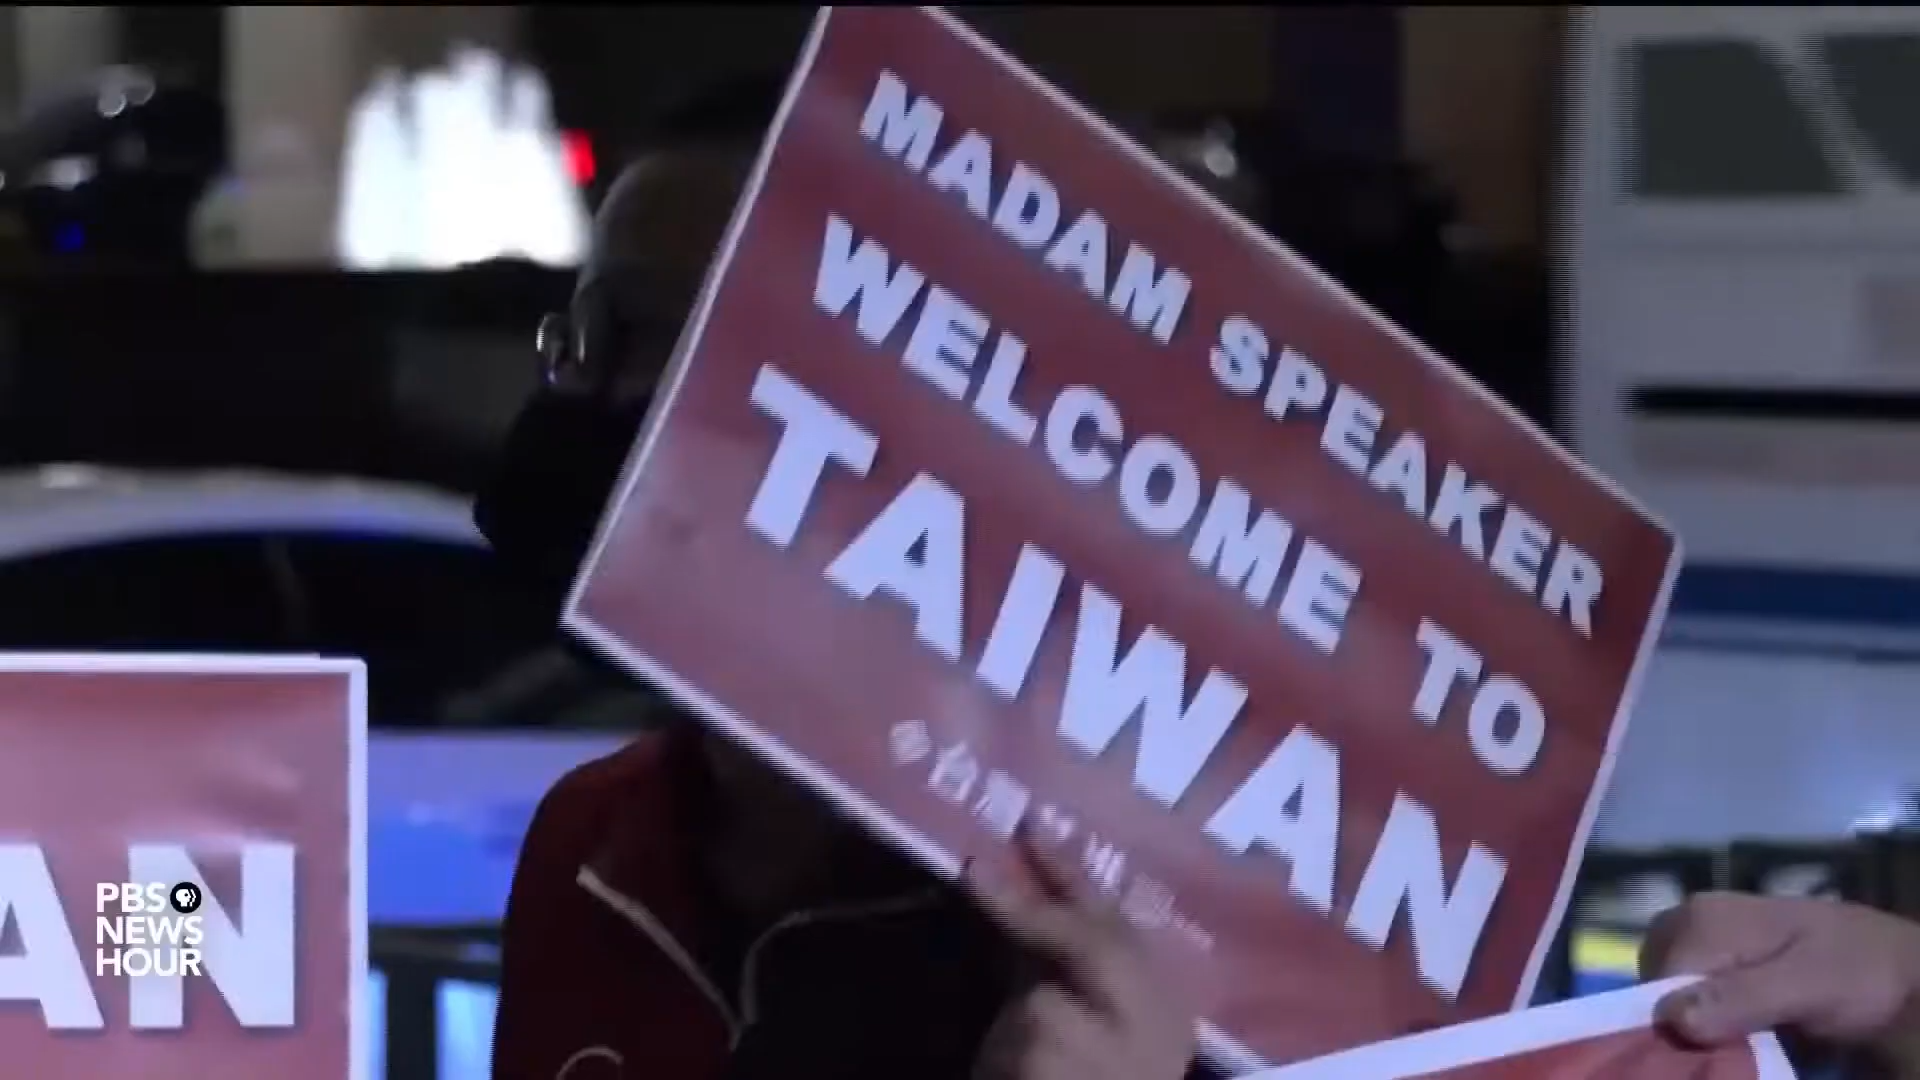 MADAM SPEAKER
WELCOME TO
TAIWAN
AN
PBS
NEWS
HOUR